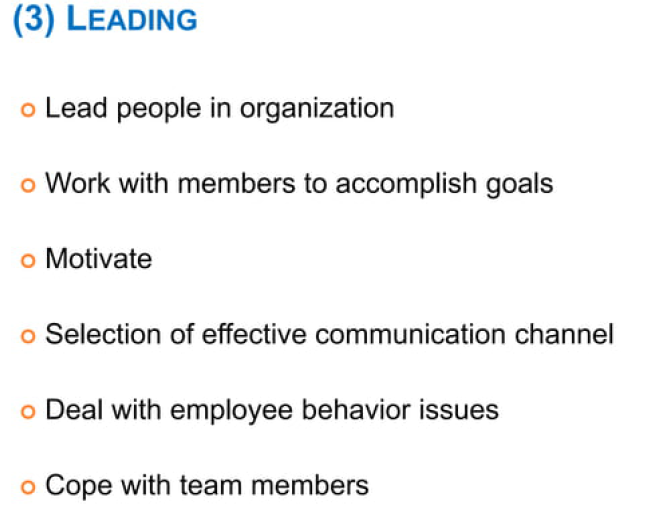 (3) LEADING
Lead people in organization
Work with members to accomplish goals
Motivate
Selection of effective communication channel
Deal with employee behavior issues
Cope with team members